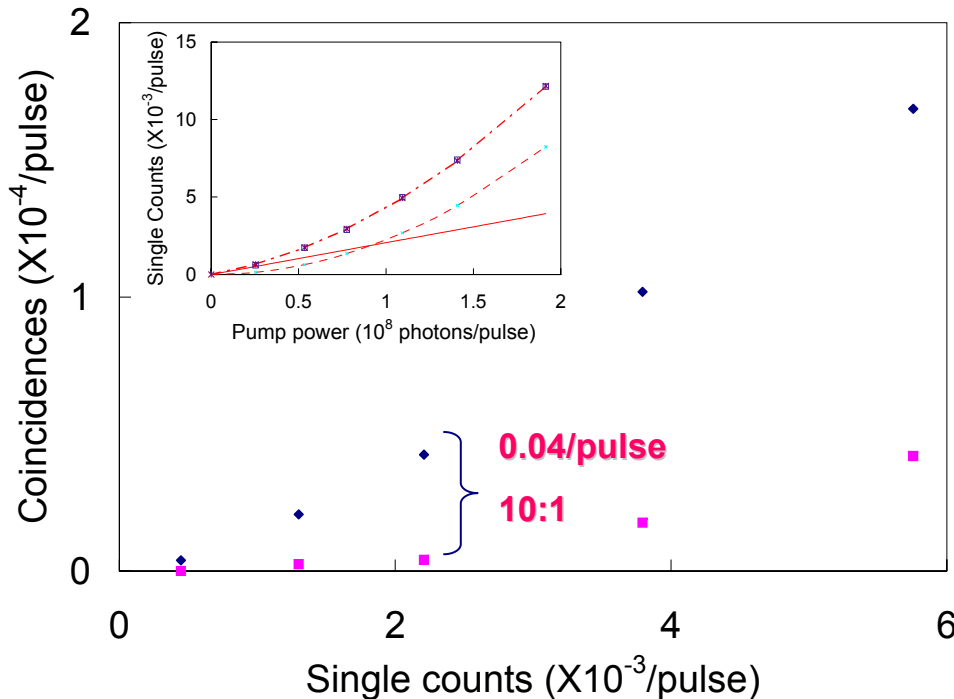 2
1
0
Coincidences (X10⁻⁴/pulse)
15
10
5
0
Single Counts (X10⁻³/pulse)
0 0.5 1 1.5 2
Pump power (10⁸ photons/pulse)
0.04/pulse
10:1
0 2 4 6
Single counts (X10⁻³/pulse)